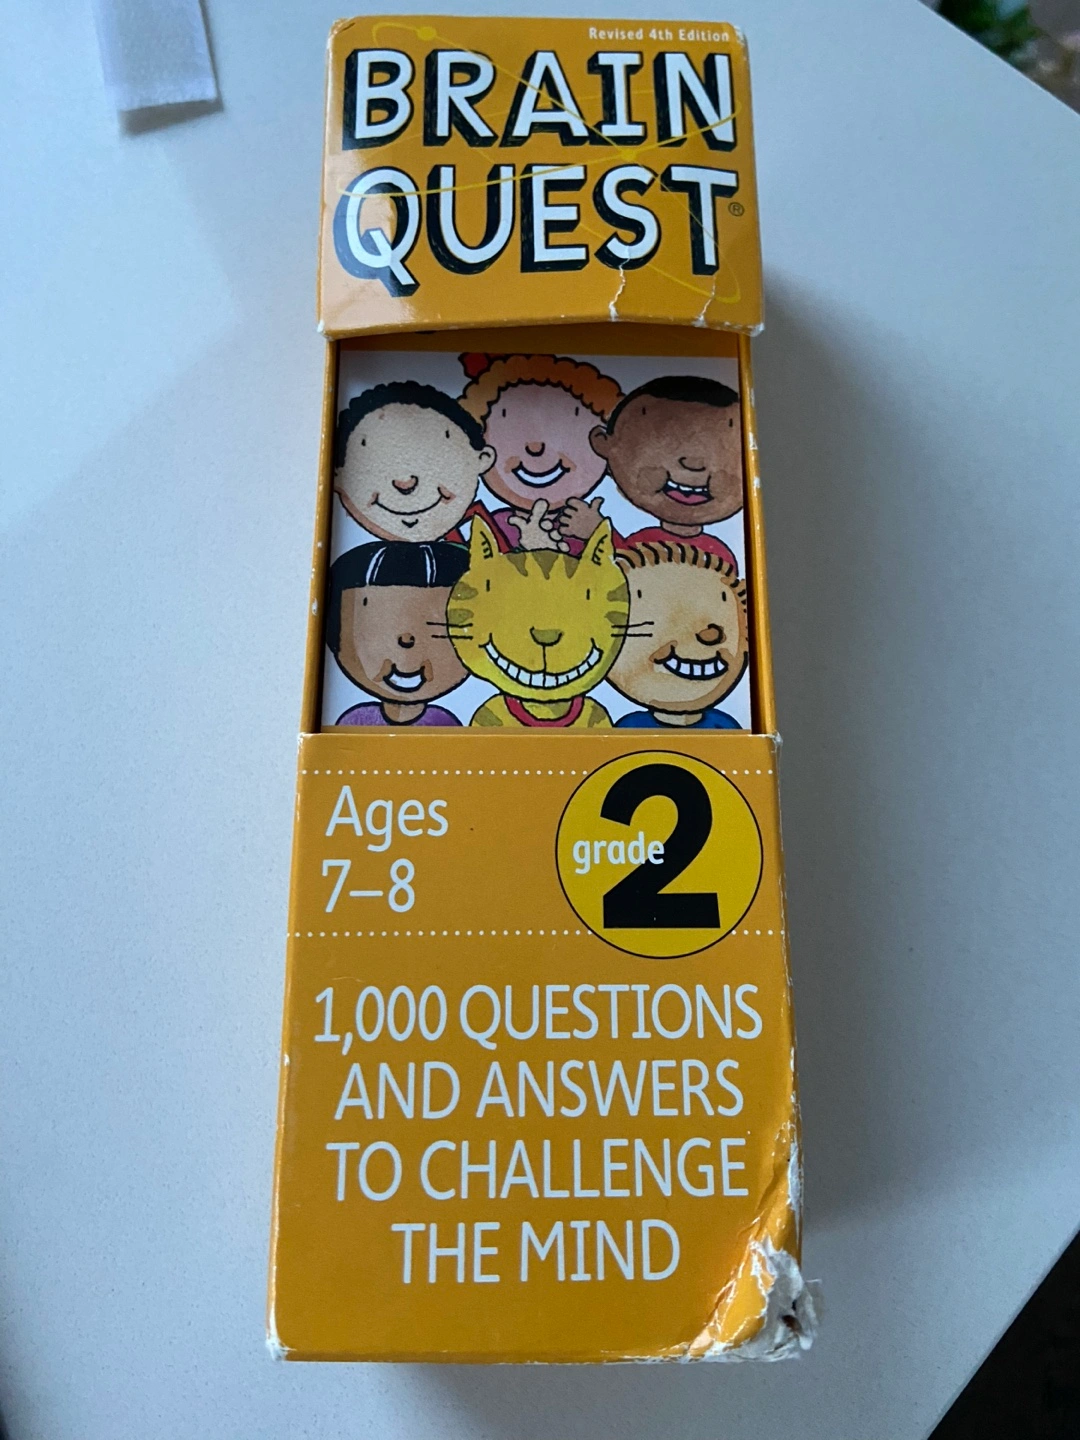 Revised 4th Edition
BRAIN
QUEST®
Ages
7–8
grade 2
1,000 QUESTIONS
AND ANSWERS
TO CHALLENGE
THE MIND